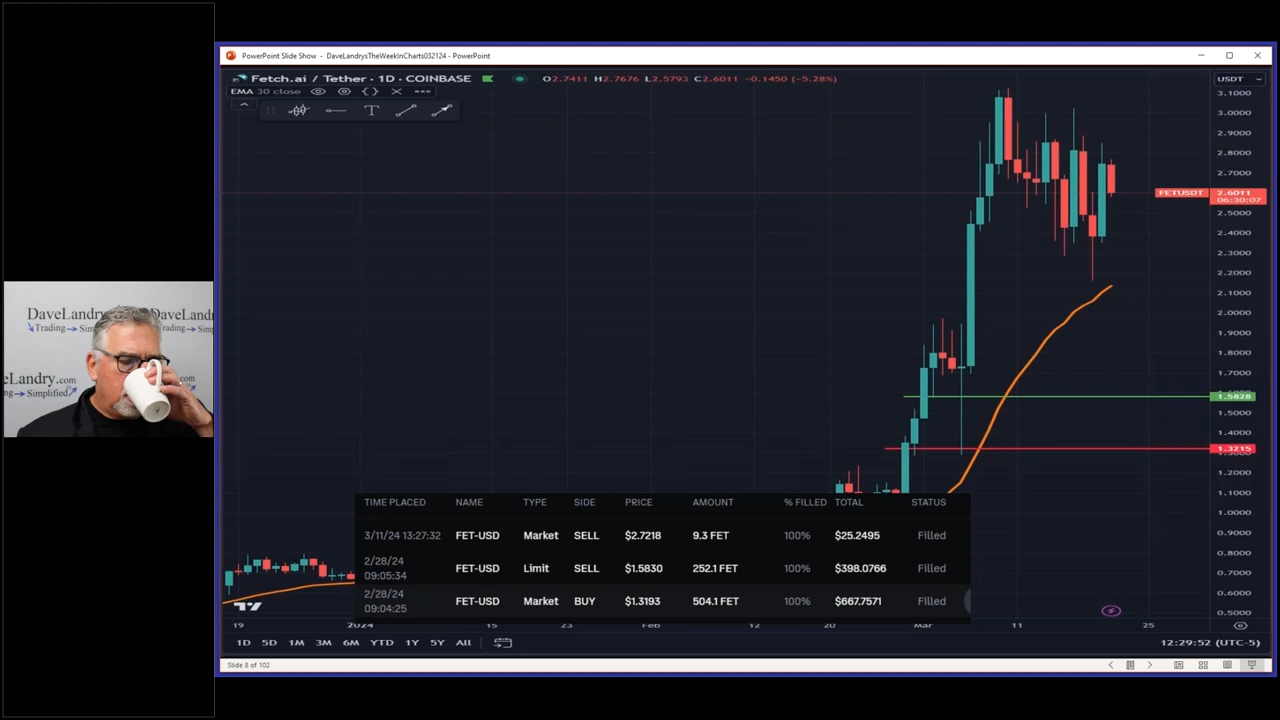 PowerPoint Slide Show - DaveLandrysTheWeekInCharts032124 - PowerPoint
Fetch.ai / Tether · 1D · COINBASE O2.7411 H2.7676 L2.5793 C2.6011 -0.1450 (-5.28%) USDT
EMA 30 close
3.1000
3.0000
2.9000
2.8000
2.7000
FETUSDT 2.6011
06:30:07
2.5000
2.4000
2.3000
2.2000
2.1000
2.0000
1.9000
1.8000
1.7000
1.5828
1.5000
1.4000
1.3215
1.2000
1.1000
1.0000
0.9000
0.8000
0.7000
0.6000
0.5000
TIME PLACED NAME TYPE SIDE PRICE AMOUNT % FILLED TOTAL STATUS
3/11/24 13:27:32 FET-USD Market SELL $2.7218 9.3 FET 100% $25.2495 Filled
2/28/24 09:05:34 FET-USD Limit SELL $1.5830 252.1 FET 100% $398.0766 Filled
2/28/24 09:04:25 FET-USD Market BUY $1.3193 504.1 FET 100% $667.7571 Filled
19 2024 15 23 Feb 12 20 Mar 11 25
1D 5D 1M 3M 6M YTD 1Y 5Y All 12:29:52 (UTC-5)
Slide 8 of 102
DaveLandry DaveLandr
Trading Simplified
eLandry.com
Simplified